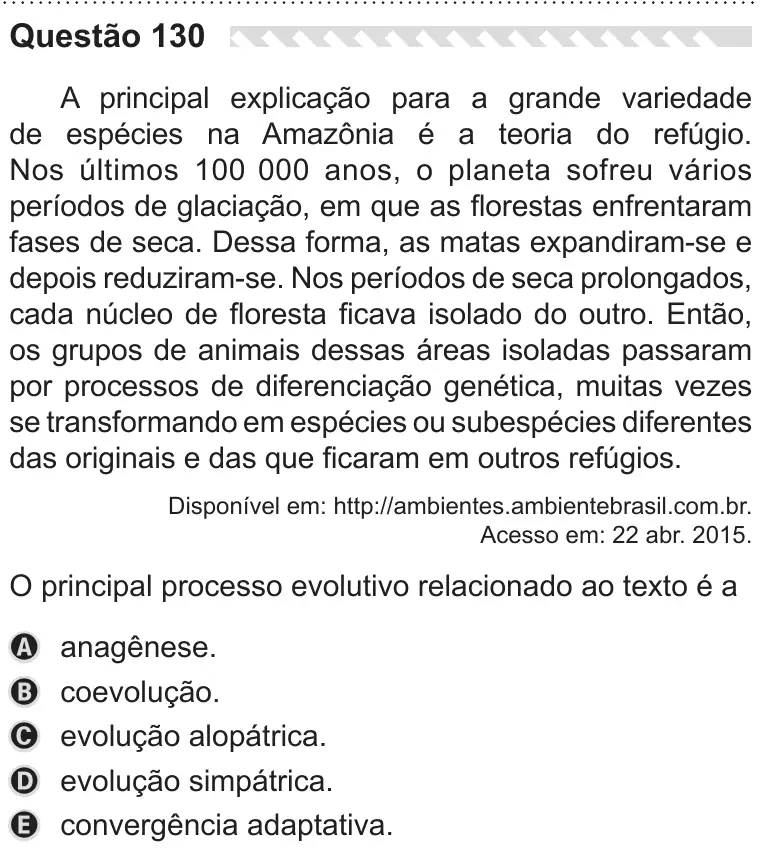 Questão 130
A principal explicação para a grande variedade
de espécies na Amazônia é a teoria do refúgio.
Nos últimos 100 000 anos, o planeta sofreu vários
períodos de glaciação, em que as florestas enfrentaram
fases de seca. Dessa forma, as matas expandiram-se e
depois reduziram-se. Nos períodos de seca prolongados,
cada núcleo de floresta ficava isolado do outro. Então,
os grupos de animais dessas áreas isoladas passaram
por processos de diferenciação genética, muitas vezes
se transformando em espécies ou subespécies diferentes
das originais e das que ficaram em outros refúgios.
Disponível em: http://ambientes.ambientebrasil.com.br.
Acesso em: 22 abr. 2015.
O principal processo evolutivo relacionado ao texto é a
A anagênese.
B coevolução.
C evolução alopátrica.
D evolução simpátrica.
E convergência adaptativa.